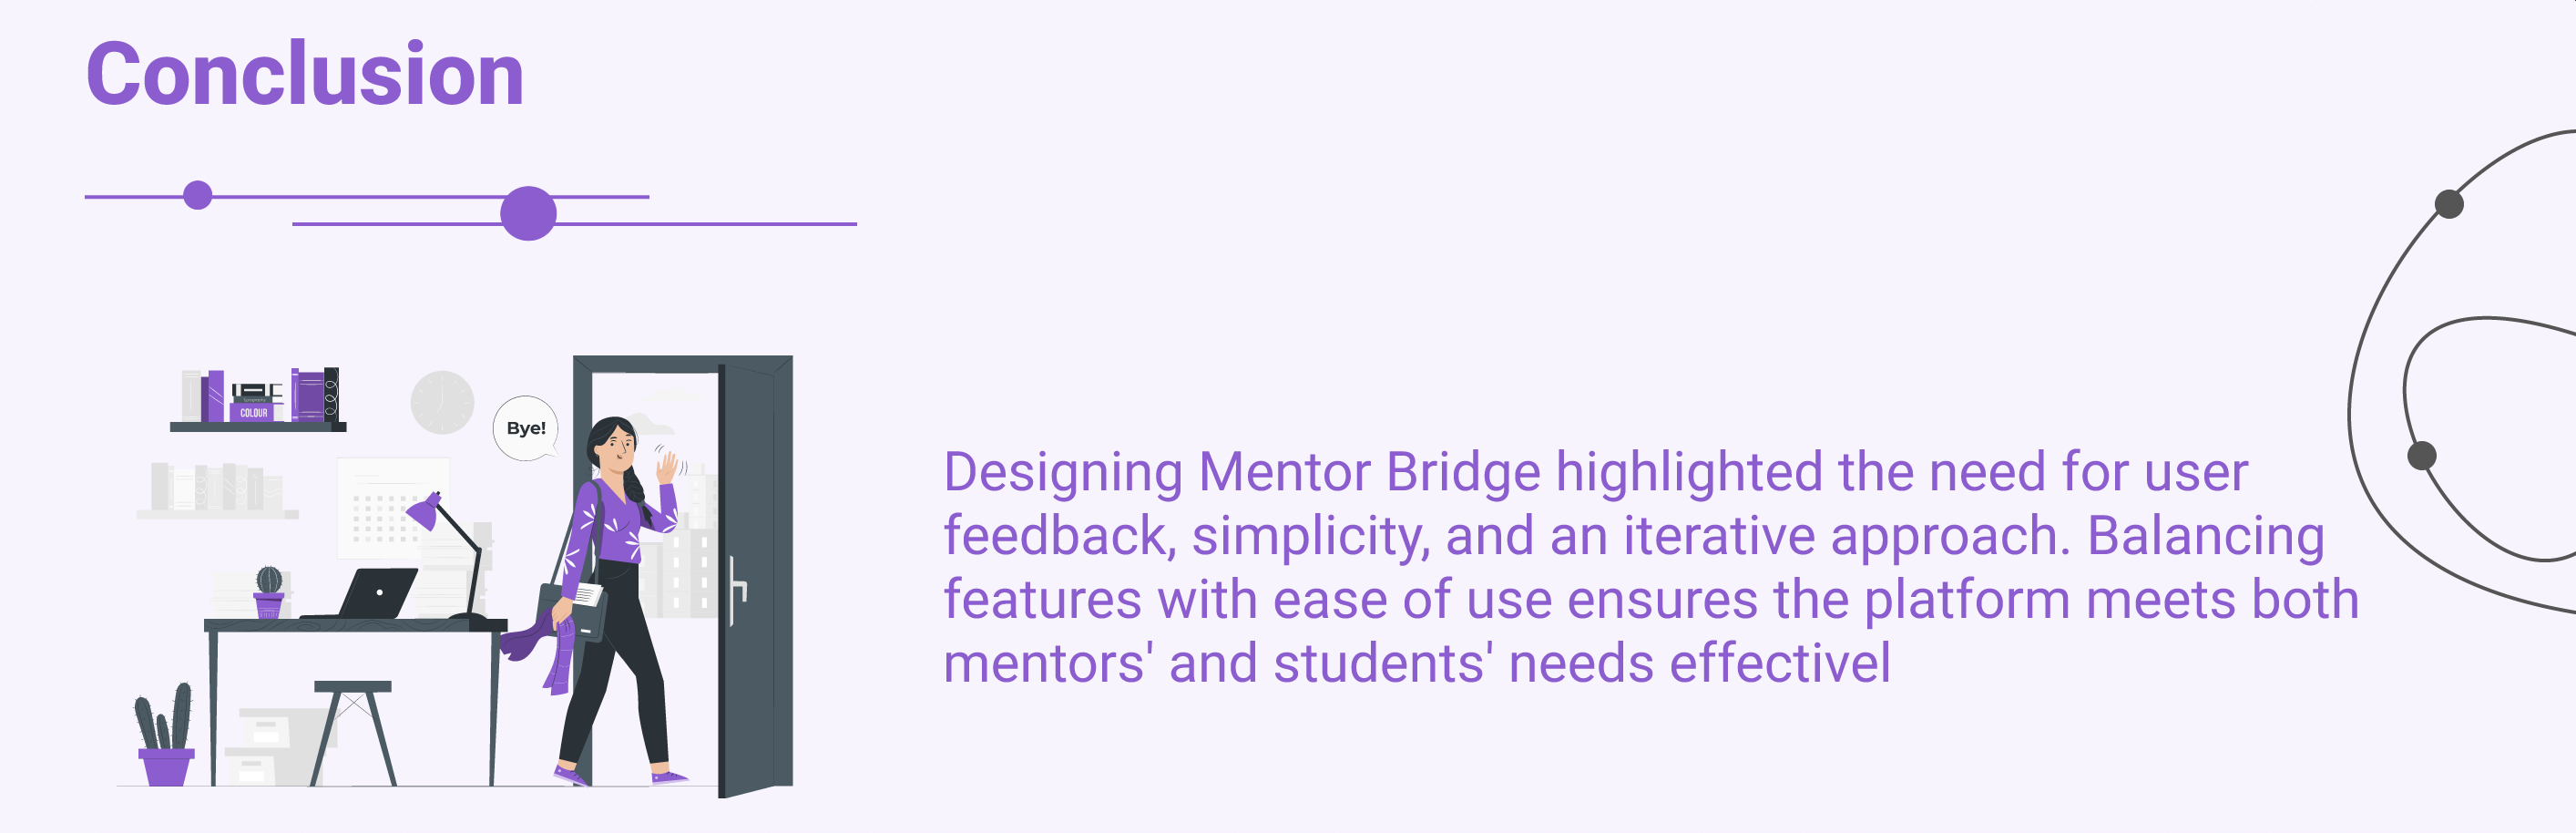 Conclusion
COLOUR
Bye!
Designing Mentor Bridge highlighted the need for user
feedback, simplicity, and an iterative approach. Balancing
features with ease of use ensures the platform meets both
mentors' and students' needs effectivel